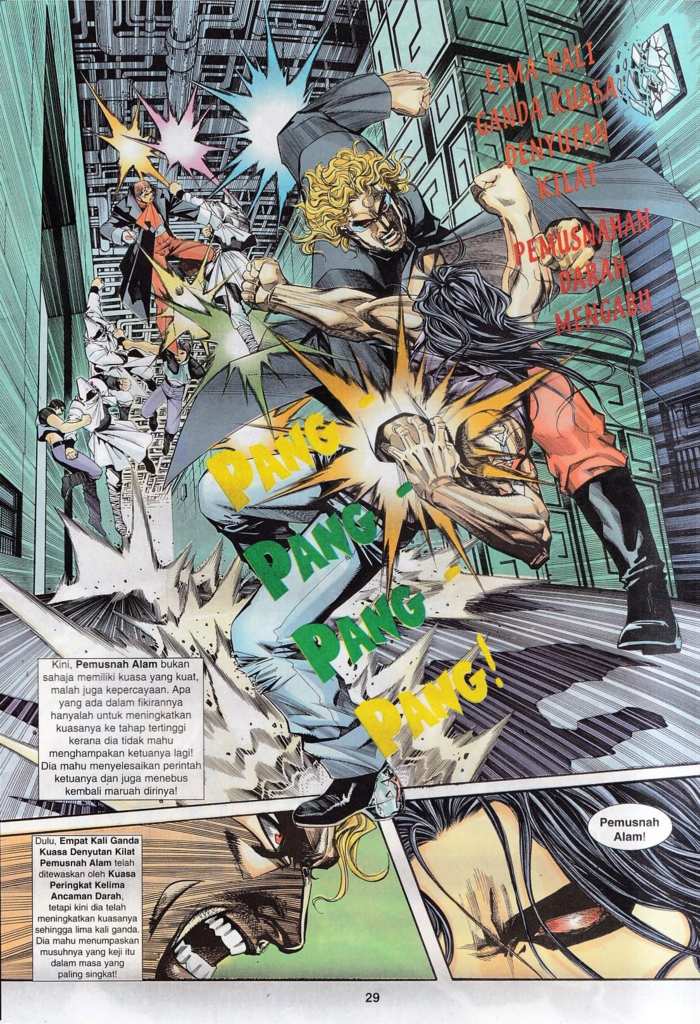 LIMA KALI
GANDA KUASA
DENYUTAN
KILAT
PEMUSNAHAN
DARAH
MENGABU
PANG-
PANG-
PANG-
PANG!
Kini, Pemusnah Alam bukan
sahaja memiliki kuasa yang kuat,
malah juga kepercayaan. Apa
yang ada dalam fikirannya
hanyalah untuk meningkatkan
kuasanya ke tahap tertinggi
kerana dia tidak mahu
menghampakan ketuanya lagi!
Dia mahu menyelesaikan perintah
ketuanya dan juga menebus
kembali maruah dirinya!
Dulu, Empat Kali Ganda
Kuasa Denyutan Kilat
Pemusnah Alam telah
ditewaskan oleh Kuasa
Peringkat Kelima
Ancaman Darah,
tetapi kini dia telah
meningkatkan kuasanya
sehingga lima kali ganda.
Dia mahu menumpaskan
musuhnya yang keji itu
dalam masa yang
paling singkat!
Pemusnah
Alam!
29